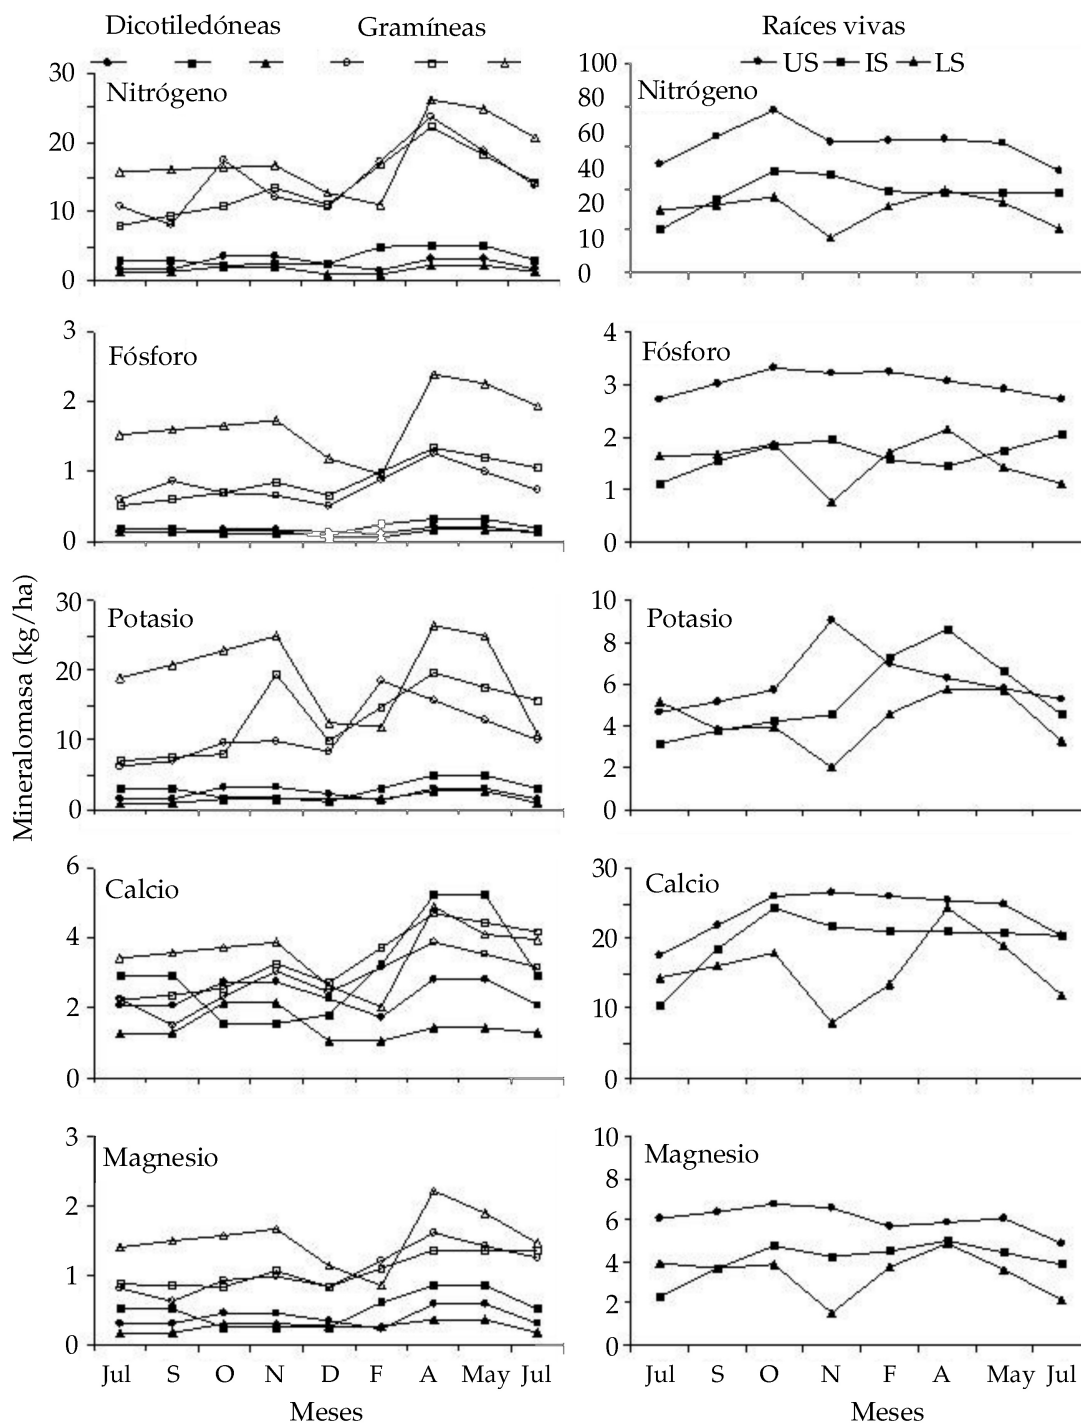 Dicotiledóneas Gramíneas Raíces vivas
US IS LS
Nitrógeno
30
20
10
0
Nitrógeno
100
80
60
40
20
10
0
Fósforo
3
2
1
0
Fósforo
4
3
2
1
0
Mineralomasa (kg/ha)
Potasio
30
20
10
0
Potasio
10
8
6
4
2
0
Calcio
6
4
2
0
Calcio
30
20
10
0
Magnesio
3
2
1
0
Magnesio
10
8
6
4
2
0
Jul S O N D F A May Jul
Meses
Jul S O N F A May Jul
Meses